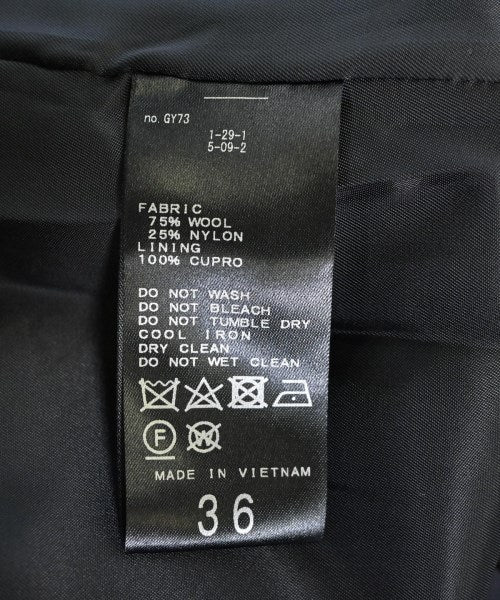 no. GY73
1-29-1
5-09-2
FABRIC
75% WOOL
25% NYLON
LINING
100% CUPRO
DO NOT WASH
DO NOT BLEACH
DO NOT TUMBLE DRY
COOL IRON
DRY CLEAN
DO NOT WET CLEAN
F W
MADE IN VIETNAM
36